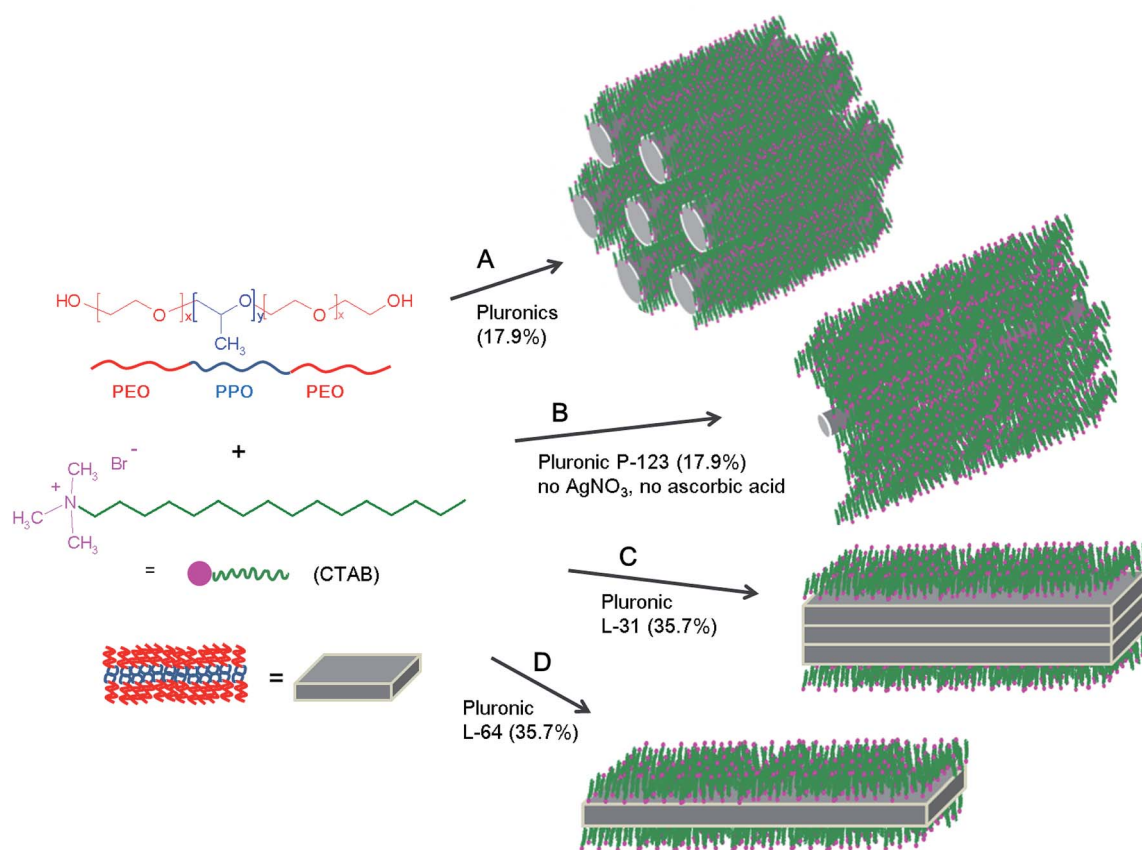 A
Pluronics
(17.9%)
HO
O
x
O
y
O
x
OH
CH3
PEO PPO PEO
B
Pluronic P-123 (17.9%)
no AgNO3, no ascorbic acid
+
CH3 Br -
+
N
H3C
CH3
= (CTAB)
C
Pluronic
L-31 (35.7%)
=
D
Pluronic
L-64 (35.7%)